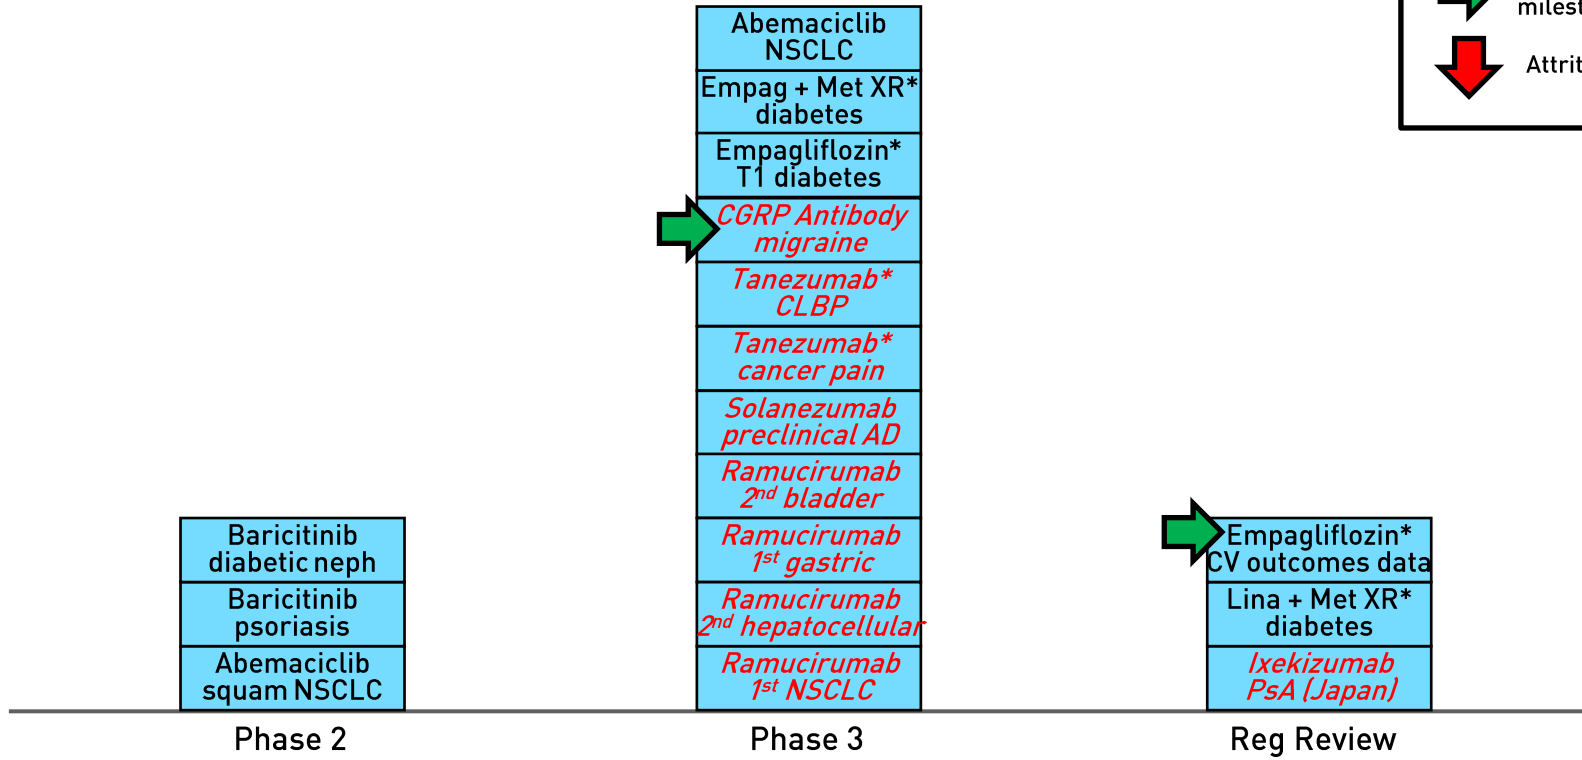 milest
Attrit
Abemaciclib
NSCLC
Empag + Met XR*
diabetes
Empagliflozin*
T1 diabetes
CGRP Antibody
migraine
Tanezumab*
CLBP
Tanezumab*
cancer pain
Solanezumab
preclinical AD
Ramucirumab
2nd bladder
Ramucirumab
1st gastric
Ramucirumab
2nd hepatocellular
Ramucirumab
1st NSCLC
Baricitinib
diabetic neph
Baricitinib
psoriasis
Abemaciclib
squam NSCLC
Empagliflozin*
CV outcomes data
Lina + Met XR*
diabetes
Ixekizumab
PsA (Japan)
Phase 2
Phase 3
Reg Review